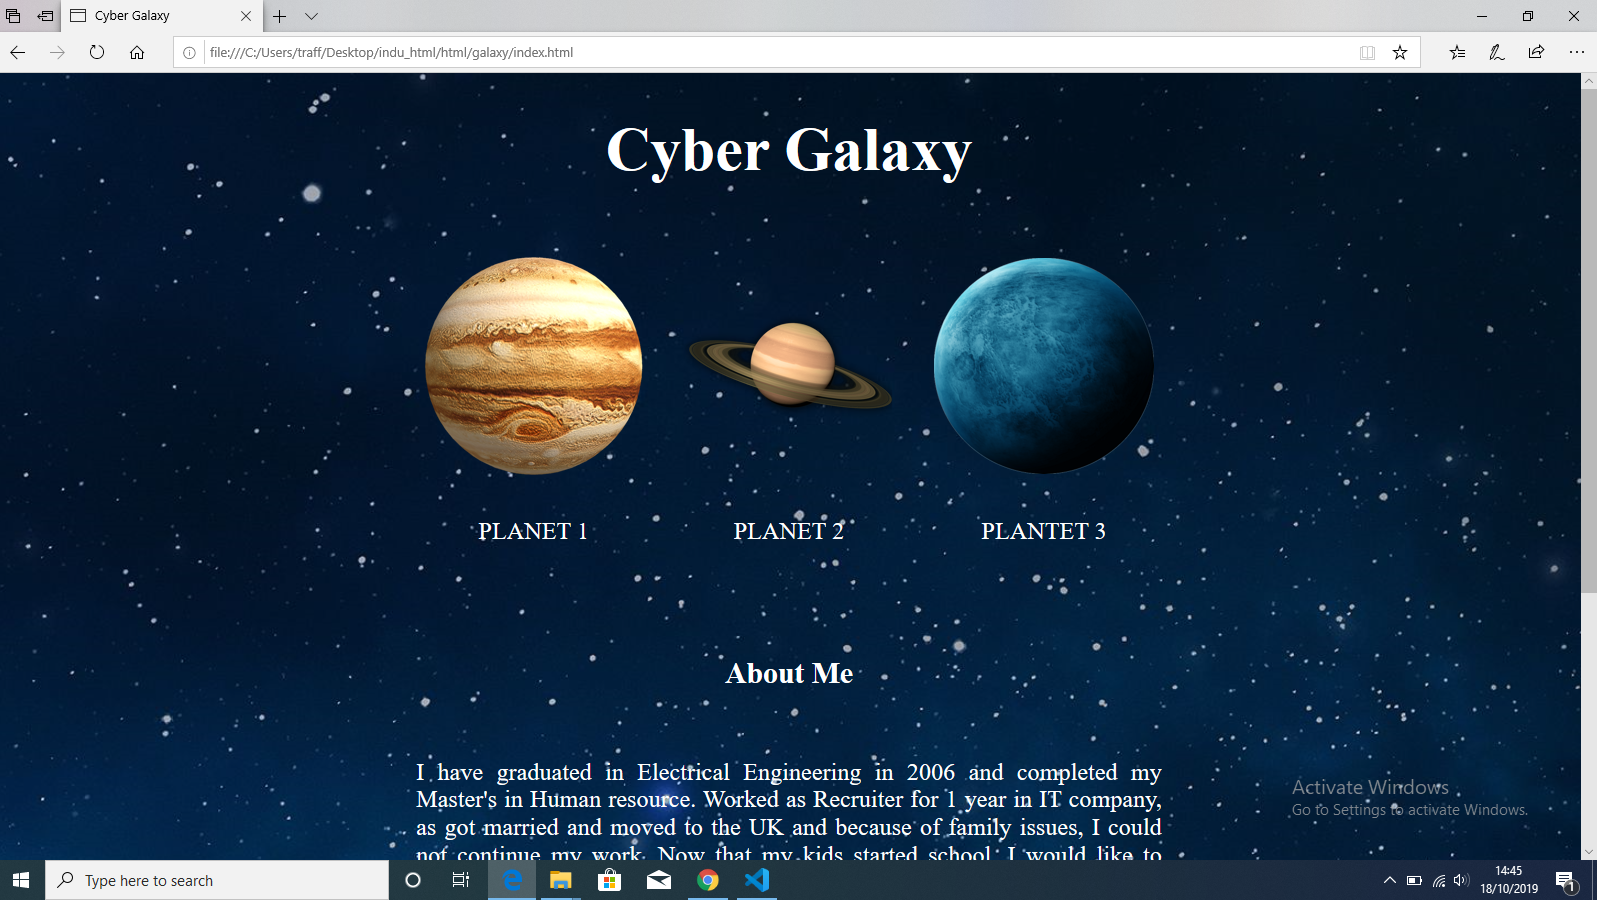 Cyber Galaxy
file:///C:/Users/traff/Desktop/indu_html/html/galaxy/index.html
Cyber Galaxy
PLANET 1
PLANET 2
PLANTET 3
About Me
I have graduated in Electrical Engineering in 2006 and completed my
Master's in Human resource. Worked as Recruiter for 1 year in IT company,
as got married and moved to the UK and because of family issues, I could
not continue my work. Now that my kids started school, I would like to
Activate Windows
Go to Settings to activate Windows.
Type here to search
14:45
18/10/2019
1